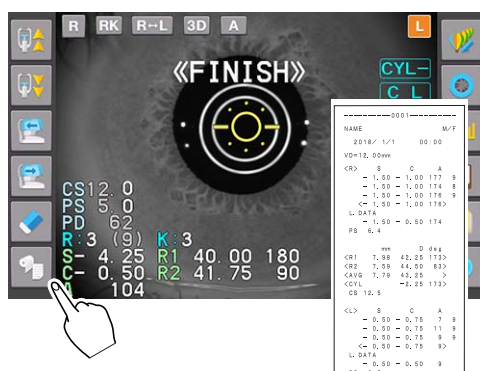 R RK R↔L 3D A L
《FINISH》
CYL−
C L
CS12. 0
PS 5. 0
PD 62
R:3 (9) K:3
S− 4. 25 R1 40. 00 180
C− 0. 50 R2 41. 75 90
A 104
----------0001----------
NAME M/F
2018/ 1/1 00:00
VD=12. 00mm
<R> S C A
− 1. 50 − 1. 00 177 9
− 1. 50 − 1. 00 174 8
− 1. 50 − 1. 00 176 9
<− 1. 50 − 1. 00 176>
L. DATA
− 1. 50 − 0. 50 174
PS 6. 4
mm D deg
<R1 7. 98 42. 25 173>
<R2 7. 59 44. 50 83>
<AVG 7. 79 43. 25 >
<CYL −2. 25 173>
CS 12. 5
<L> S C A
− 0. 50 − 0. 75 7 9
− 0. 50 − 0. 75 11 9
− 0. 50 − 0. 75 9 9
<− 0. 50 − 0. 75 9>
L. DATA
− 0. 50 − 0. 50 9